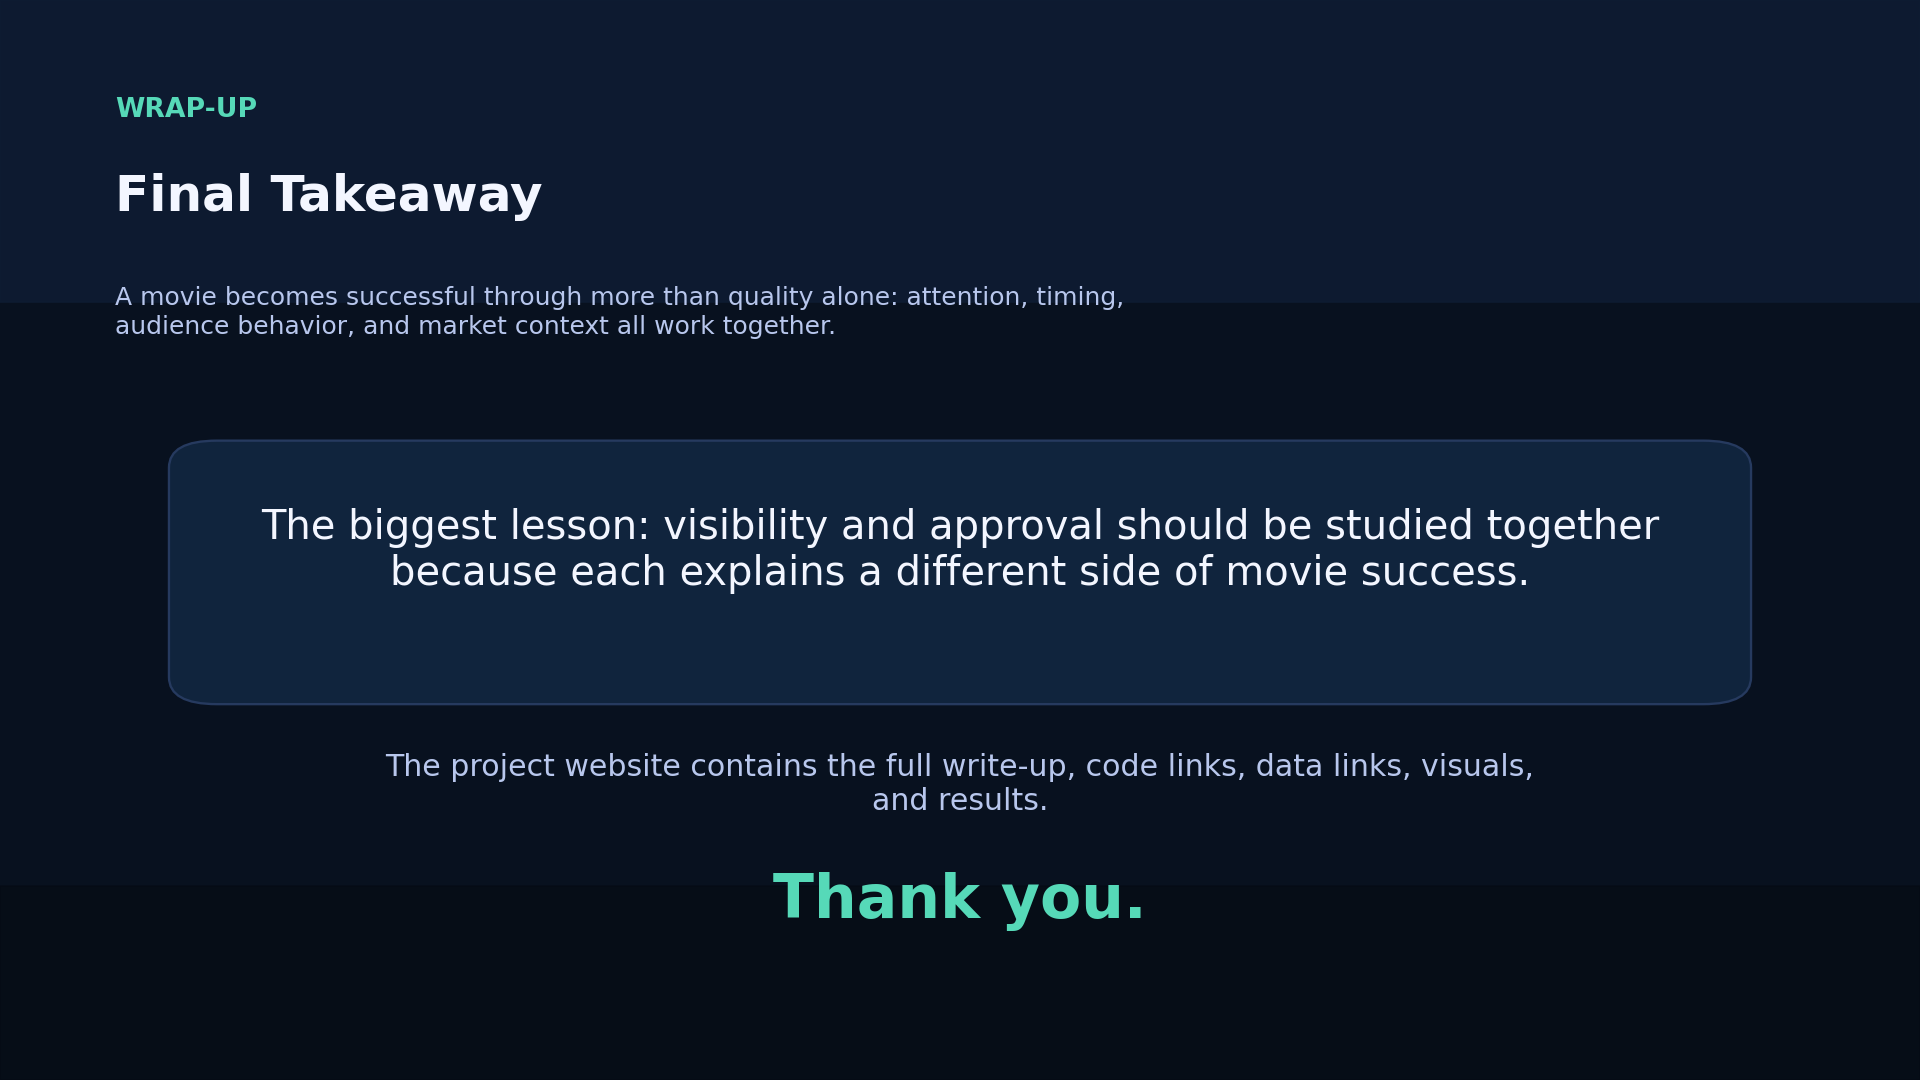 WRAP-UP
Final Takeaway
A movie becomes successful through more than quality alone: attention, timing,
audience behavior, and market context all work together.
The biggest lesson: visibility and approval should be studied together
because each explains a different side of movie success.
The project website contains the full write-up, code links, data links, visuals,
and results.
Thank you.